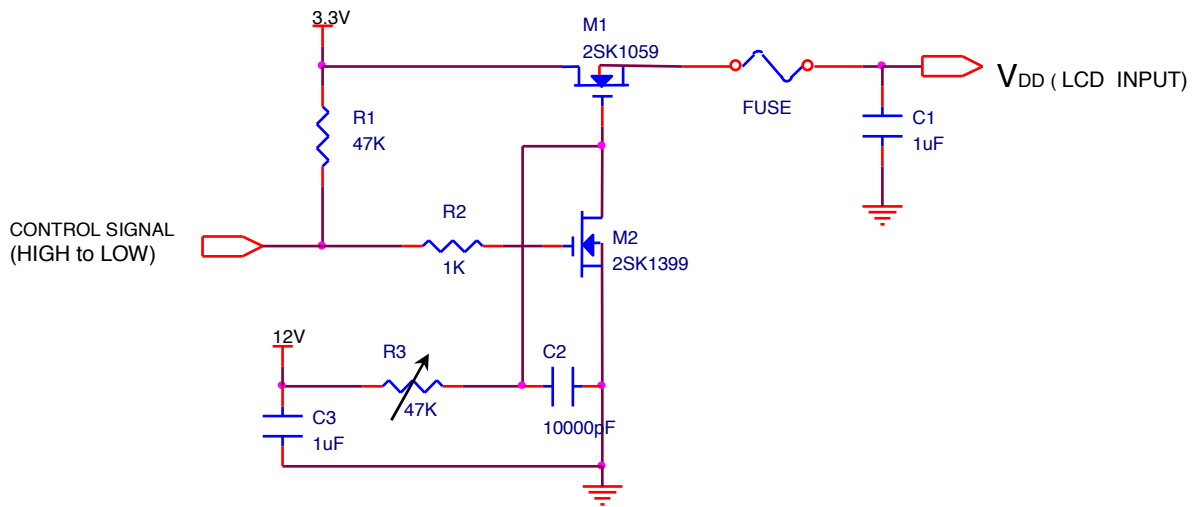 3.3V
M1
2SK1059
FUSE
VDD ( LCD INPUT)
R1
47K
C1
1uF
CONTROL SIGNAL
(HIGH to LOW)
R2
1K
M2
2SK1399
12V
R3
47K
C2
10000pF
C3
1uF